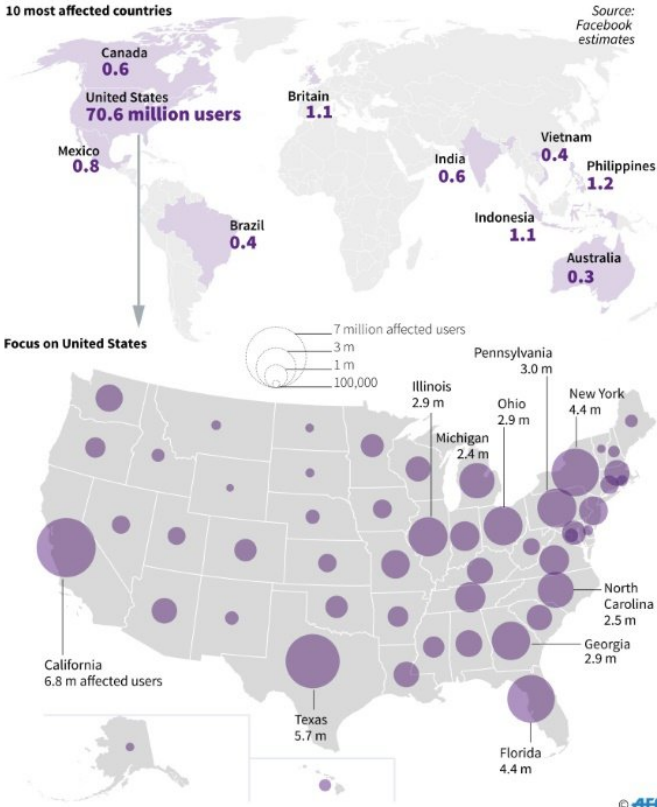 10 most affected countries
Source:
Facebook
estimates
Canada
0.6
United States
70.6 million users
Mexico
0.8
Britain
1.1
India
0.6
Vietnam
0.4
Philippines
1.2
Indonesia
1.1
Brazil
0.4
Australia
0.3
Focus on United States
7 million affected users
3 m
1 m
100,000
Pennsylvania
3.0 m
New York
4.4 m
Illinois
2.9 m
Ohio
2.9 m
Michigan
2.4 m
North
Carolina
2.5 m
Georgia
2.9 m
California
6.8 m affected users
Texas
5.7 m
Florida
4.4 m
© AFP